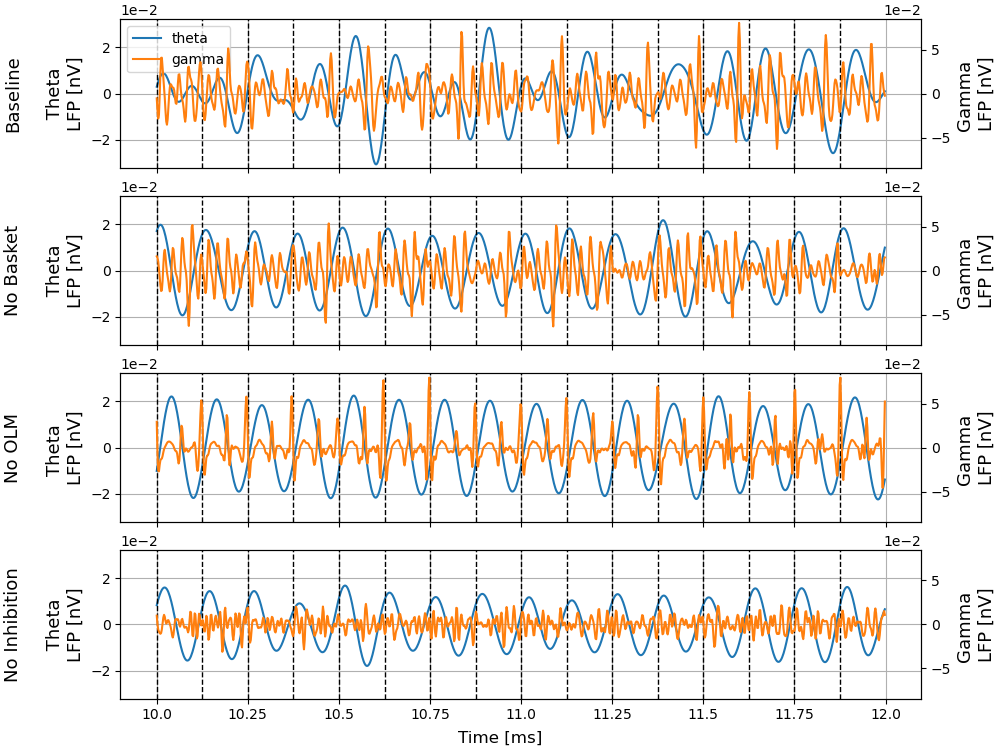 1e−2
1e−2
theta
gamma
Baseline
Theta
LFP [nV]
2
0
−2
5
0
−5
Gamma
LFP [nV]
1e−2
1e−2
No Basket
Theta
LFP [nV]
2
0
−2
5
0
−5
Gamma
LFP [nV]
1e−2
1e−2
No OLM
Theta
LFP [nV]
2
0
−2
5
0
−5
Gamma
LFP [nV]
1e−2
1e−2
No Inhibition
Theta
LFP [nV]
2
0
−2
5
0
−5
Gamma
LFP [nV]
10.0 10.25 10.5 10.75 11.0 11.25 11.5 11.75 12.0
Time [ms]